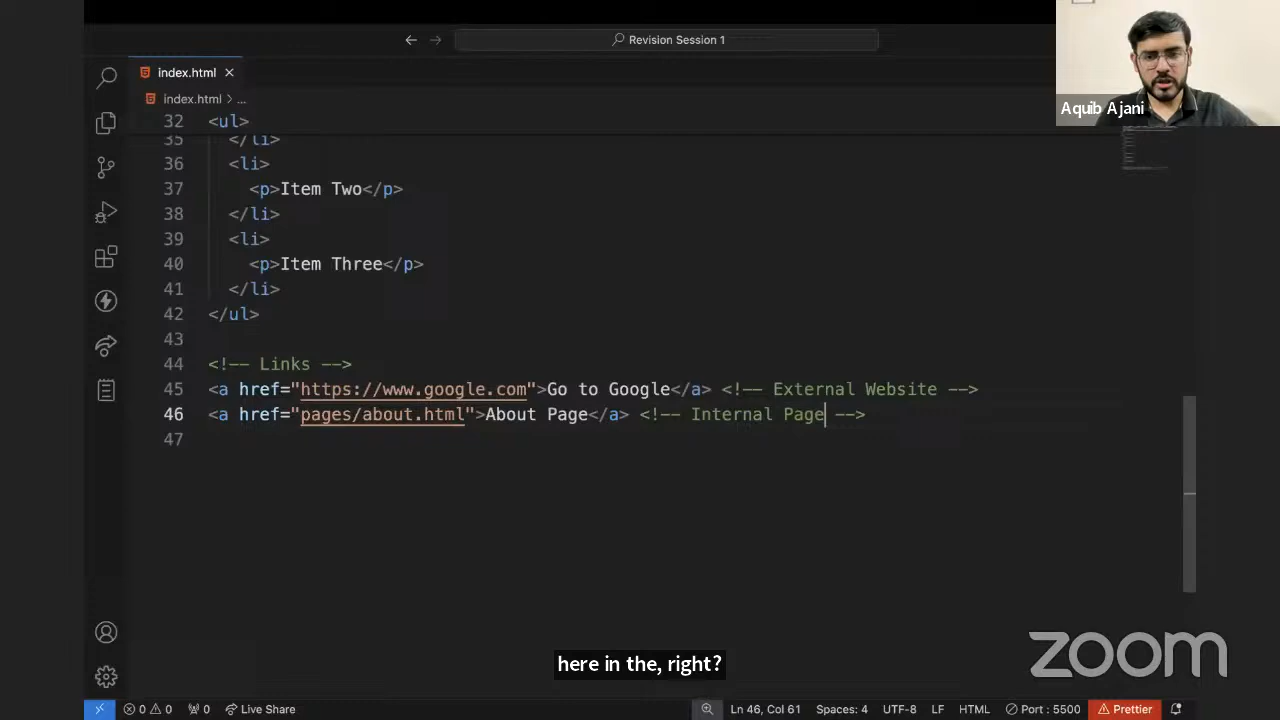 Revision Session 1
index.html
Aquib Ajani
index.html > ...
32 <ul>
35 </li>
36 <li>
37 <p>Item Two</p>
38 </li>
39 <li>
40 <p>Item Three</p>
41 </li>
42 </ul>
43
44 <!-- Links -->
45 <a href="https://www.google.com">Go to Google</a> <!-- External Website -->
46 <a href="pages/about.html">About Page</a> <!-- Internal Page -->
47
here in the, right?
zoom
0 0 0 Live Share Ln 46, Col 61 Spaces: 4 UTF-8 LF HTML Port : 5500 Prettier